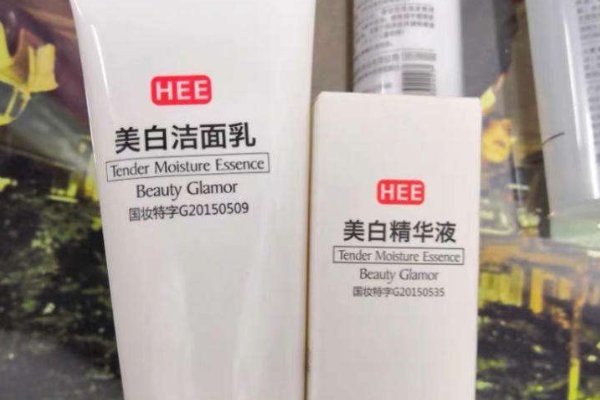 HEE
美白洁面乳
Tender Moisture Essence
Beauty Glamor
国妆特字G20150509
HEE
美白精华液
Tender Moisture Essence
Beauty Glamor
国妆特字G20150535